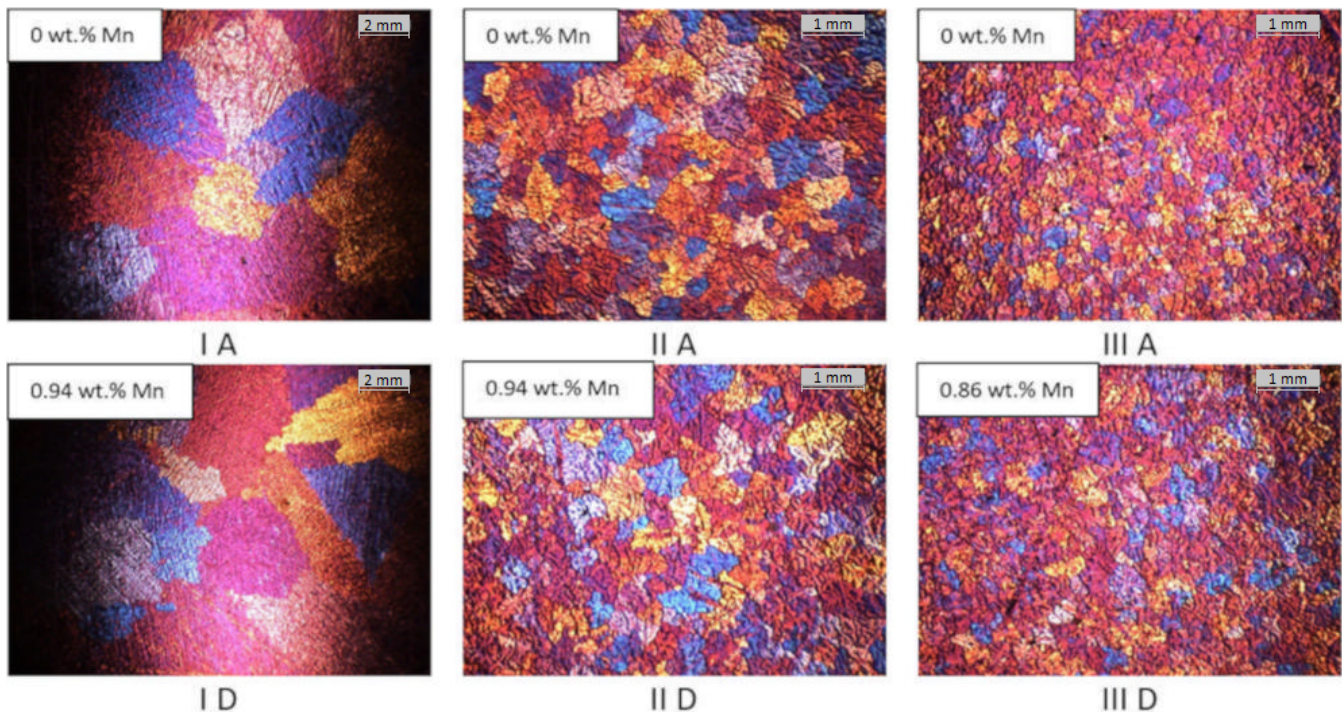 0 wt.% Mn
2 mm
0 wt.% Mn
1 mm
0 wt.% Mn
1 mm
I A
II A
III A
0.94 wt.% Mn
2 mm
0.94 wt.% Mn
1 mm
0.86 wt.% Mn
1 mm
I D
II D
III D